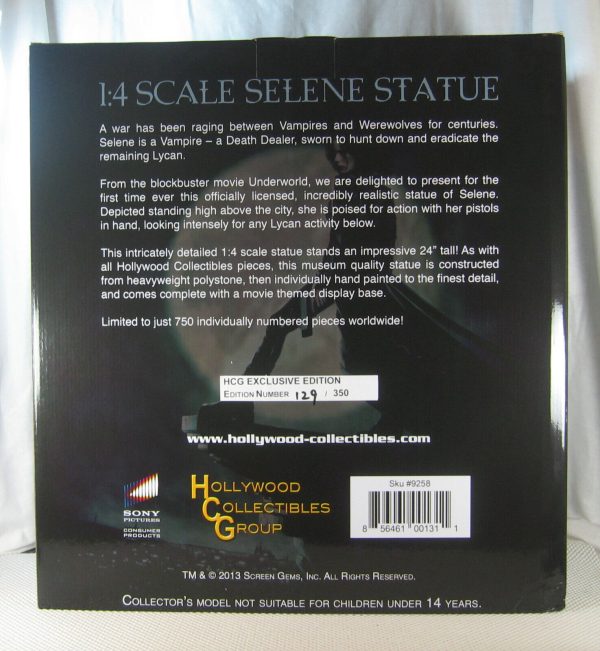 1:4 SCALE SELENE STATUE
A war has been raging between Vampires and Werewolves for centuries.
Selene is a Vampire – a Death Dealer, sworn to hunt down and eradicate the
remaining Lycan.
From the blockbuster movie Underworld, we are delighted to present for the
first time ever this officially licensed, incredibly realistic statue of Selene.
Depicted standing high above the city, she is poised for action with her pistols
in hand, looking intensely for any Lycan activity below.
This intricately detailed 1:4 scale statue stands an impressive 24" tall! As with
all Hollywood Collectibles pieces, this museum quality statue is constructed
from heavyweight polystone, then individually hand painted to the finest detail,
and comes complete with a movie themed display base.
Limited to just 750 individually numbered pieces worldwide!
HCG EXCLUSIVE EDITION
EDITION NUMBER 129 / 350
www.hollywood-collectibles.com
SONY
PICTURES
CONSUMER
PRODUCTS
HOLLYWOOD
COLLECTIBLES
GROUP
Sku #9258
8 56461 00131 1
TM & © 2013 SCREEN GEMS, INC. ALL RIGHTS RESERVED.
COLLECTOR'S MODEL NOT SUITABLE FOR CHILDREN UNDER 14 YEARS.